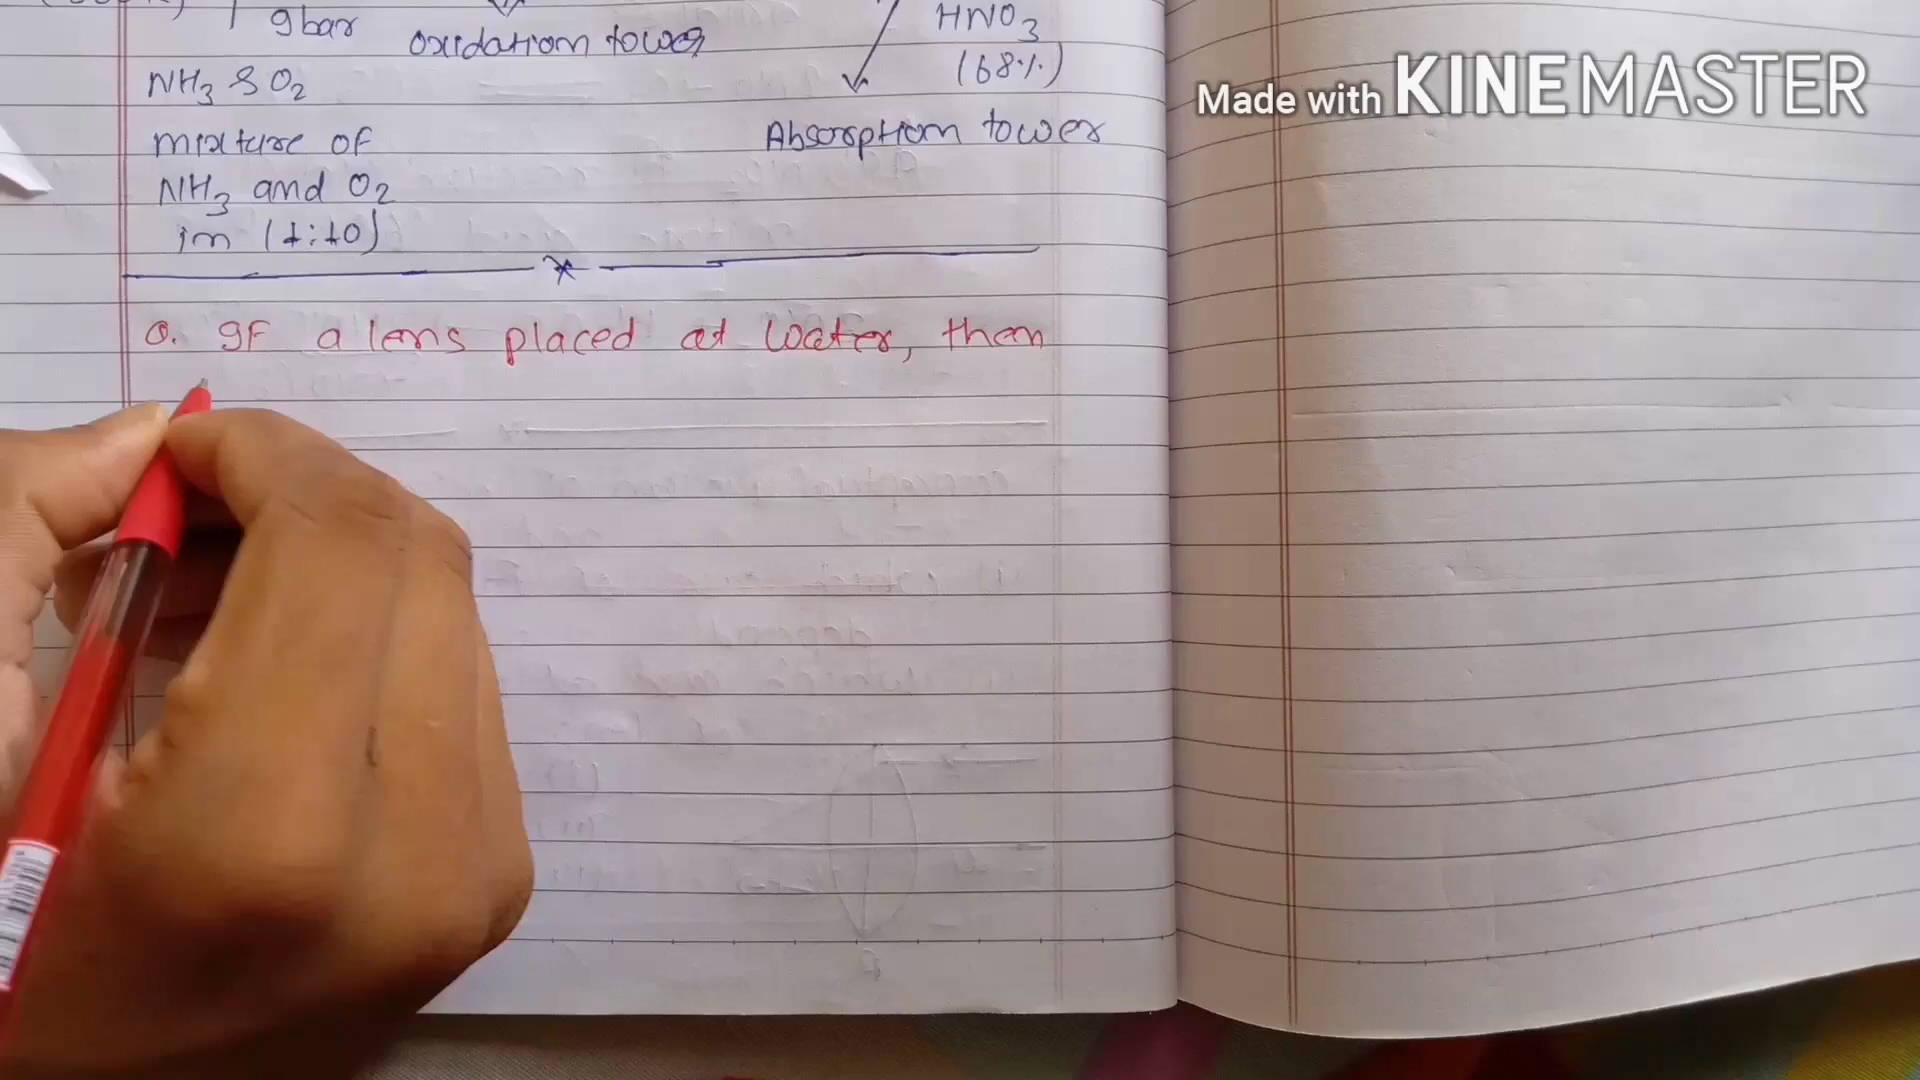 9bar
oxidation tower
HNO3
(68%)
NH3 & O2
mixture of
NH3 and O2
in (1:10)
Absorption tower
Made with KINEMASTER
Q. If a lens placed at water, then